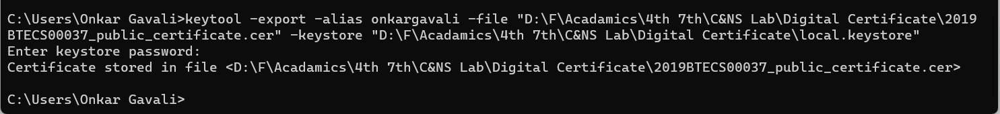 C:\Users\Onkar Gavali>keytool -export -alias onkargavali -file "D:\F\Acadamics\4th 7th\C&NS Lab\Digital Certificate\2019
BTECS00037_public_certificate.cer" -keystore "D:\F\Acadamics\4th 7th\C&NS Lab\Digital Certificate\local.keystore"
Enter keystore password:
Certificate stored in file <D:\F\Acadamics\4th 7th\C&NS Lab\Digital Certificate\2019BTECS00037_public_certificate.cer>
C:\Users\Onkar Gavali>